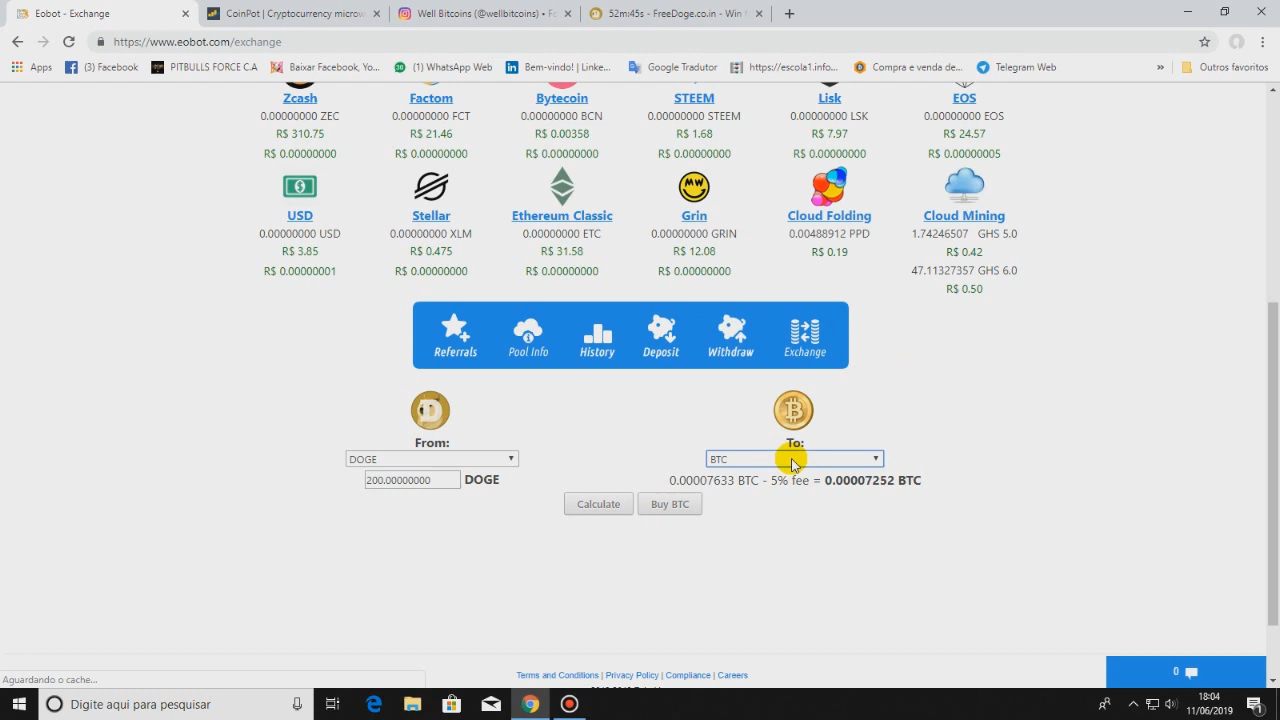 Eobot - Exchange
CoinPot | Cryptocurrency microw
Well Bitcoins (@wellbitcoins) • Fo
52m:45s - FreeDoge.co.in - Win f
https://www.eobot.com/exchange
Apps
(3) Facebook
PITBULLS FORCE C.A
Baixar Facebook, Yo...
(1) WhatsApp Web
Bem-vindo! | Linke...
Google Tradutor
https://escola1.info...
Compra e venda de...
Telegram Web
»
Outros favoritos
Zcash Factom Bytecoin STEEM Lisk EOS
0.00000000 ZEC 0.00000000 FCT 0.00000000 BCN 0.00000000 STEEM 0.00000000 LSK 0.00000000 EOS
R$ 310.75 R$ 21.46 R$ 0.00358 R$ 1.68 R$ 7.97 R$ 24.57
R$ 0.00000000 R$ 0.00000000 R$ 0.00000000 R$ 0.00000000 R$ 0.00000000 R$ 0.00000005
MW
USD Stellar Ethereum Classic Grin Cloud Folding Cloud Mining
0.00000000 USD 0.00000000 XLM 0.00000000 ETC 0.00000000 GRIN 0.00488912 PPD 1.74246507 GHS 5.0
R$ 3.85 R$ 0.475 R$ 31.58 R$ 12.08 R$ 0.19 R$ 0.42
R$ 0.00000001 R$ 0.00000000 R$ 0.00000000 R$ 0.00000000 47.11327357 GHS 6.0
R$ 0.50
Referrals Pool Info History Deposit Withdraw Exchange
From: To:
DOGE BTC
200.00000000 DOGE 0.00007633 BTC - 5% fee = 0.00007252 BTC
Calculate Buy BTC
Terms and Conditions | Privacy Policy | Compliance | Careers
0
Aguardando o cache...
Digite aqui para pesquisar
18:04
11/06/2019
1